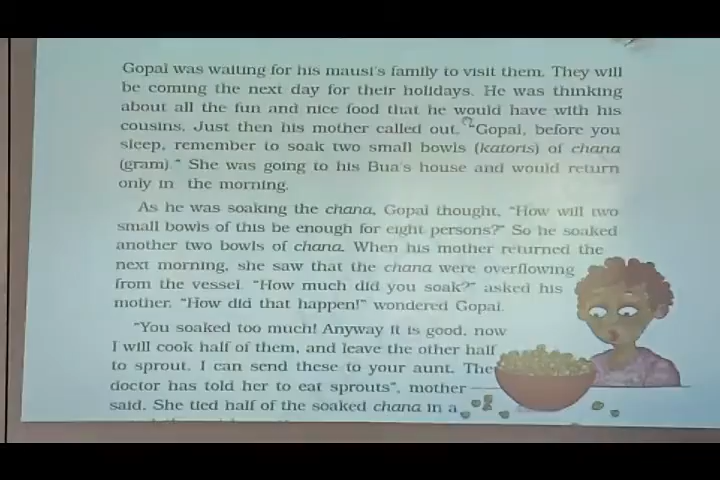 Gopal was waiting for his mausi's family to visit them. They will
be coming the next day for their holidays. He was thinking
about all the fun and nice food that he would have with his
cousins. Just then his mother called out. "Gopal, before you
sleep, remember to soak two small bowls (katoris) of chana
(gram)." She was going to his Bua's house and would return
only in the morning.
As he was soaking the chana, Gopal thought, "How will two
small bowls of this be enough for eight persons?" So he soaked
another two bowls of chana. When his mother returned the
next morning, she saw that the chana were overflowing
from the vessel. "How much did you soak?" asked his
mother. "How did that happen!" wondered Gopal.
"You soaked too much! Anyway it is good, now
I will cook half of them, and leave the other half
to sprout. I can send these to your aunt. The
doctor has told her to eat sprouts", mother
said. She tied half of the soaked chana in a